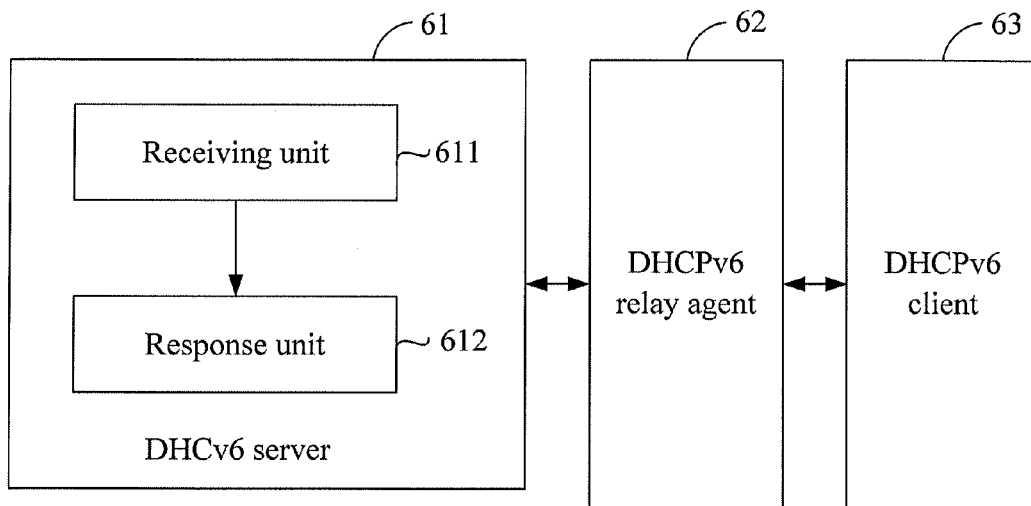 61
62
63
Receiving unit
611
Response unit
612
DHCv6 server
DHCPv6
relay agent
DHCPv6
client